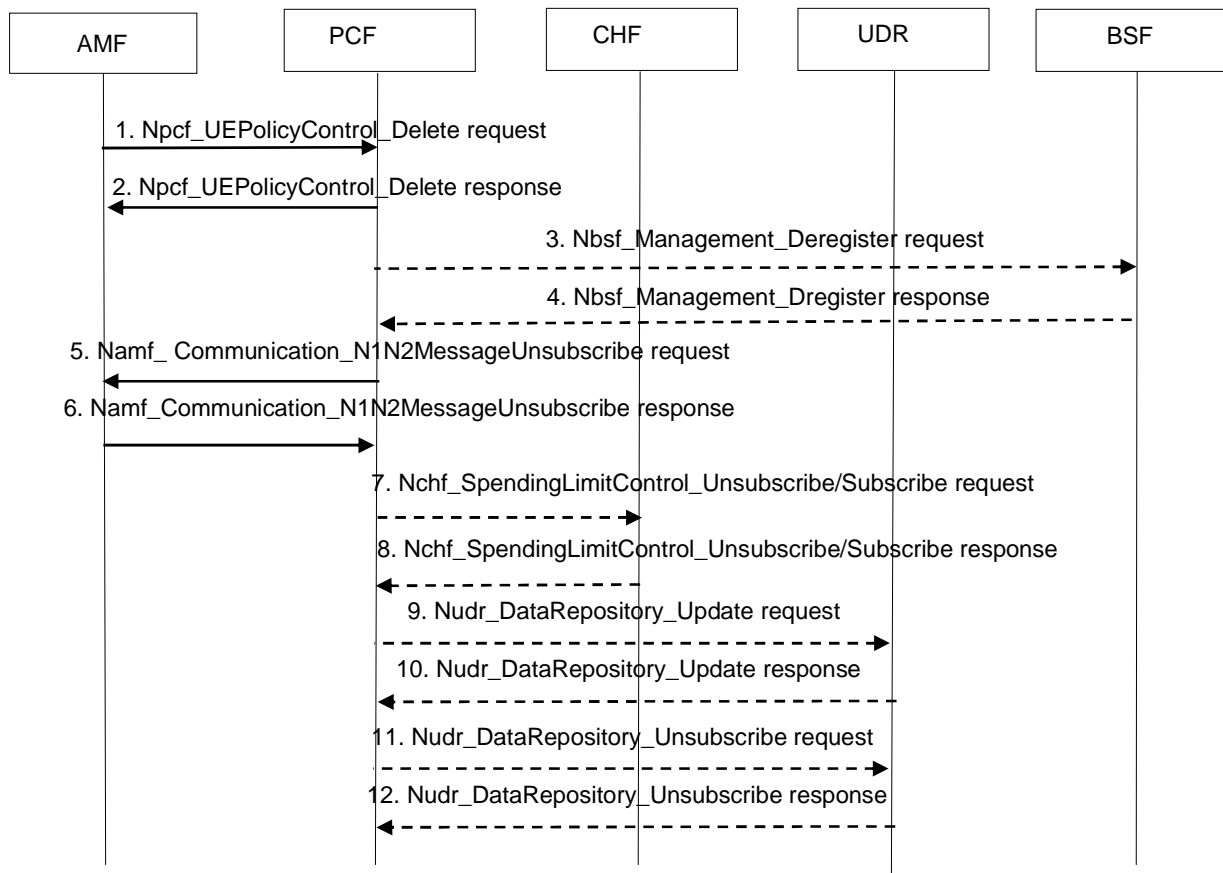 AMF
PCF
CHF
UDR
BSF
1. Npcf_UEPolicyControl_Delete request
2. Npcf_UEPolicyControl_Delete response
3. Nbsf_Management_Deregister request
4. Nbsf_Management_Dregister response
5. Namf_ Communication_N1N2MessageUnsubscribe request
6. Namf_Communication_N1N2MessageUnsubscribe response
7. Nchf_SpendingLimitControl_Unsubscribe/Subscribe request
8. Nchf_SpendingLimitControl_Unsubscribe/Subscribe response
9. Nudr_DataRepository_Update request
10. Nudr_DataRepository_Update response
11. Nudr_DataRepository_Unsubscribe request
12. Nudr_DataRepository_Unsubscribe response